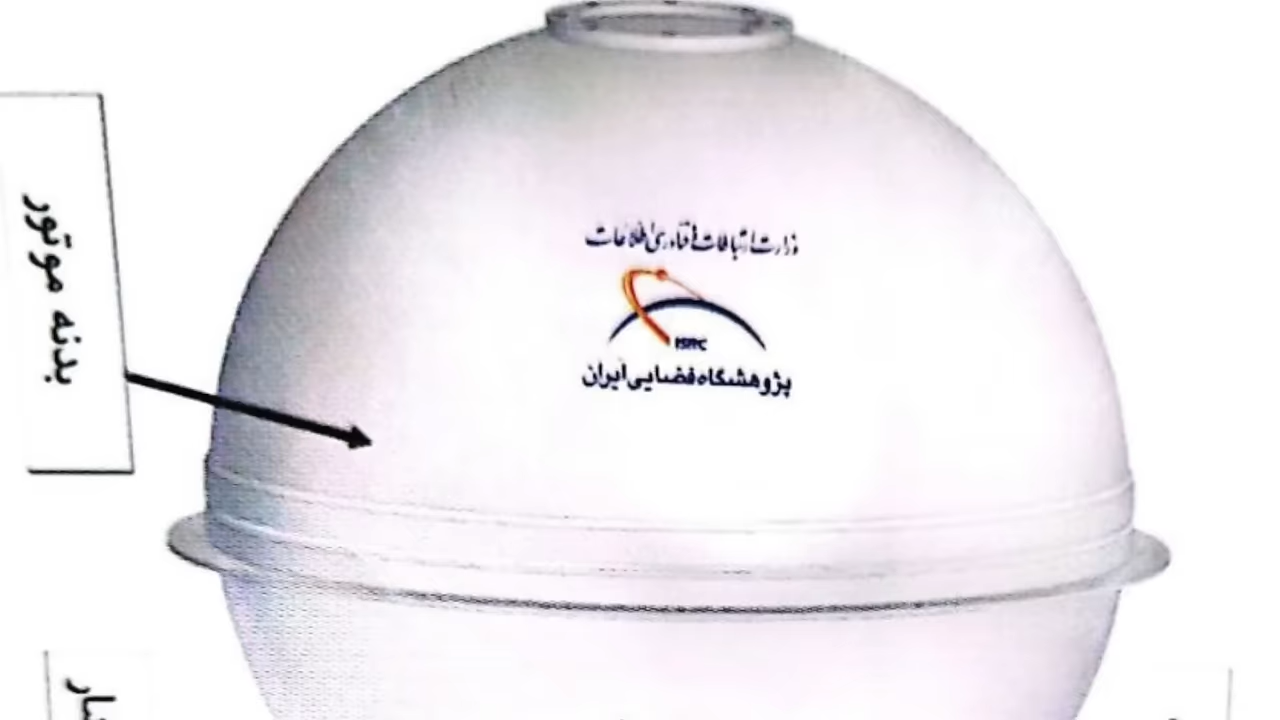 وزارت ارتباطات و فناوری اطلاعات
ISRC
پژوهشگاه فضایی ایران
بدنه موتور